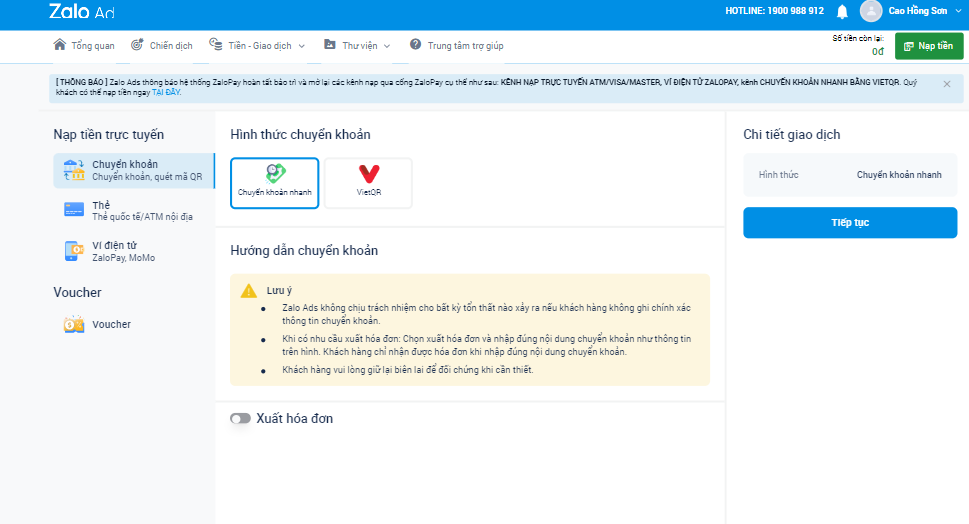 Zalo Ad
HOTLINE: 1900 988 912
Cao Hồng Sơn
Tổng quan
Chiến dịch
Tiền - Giao dịch
Thư viện
Trung tâm trợ giúp
Số tiền còn lại:
0đ
Nạp tiền
[ THÔNG BÁO ] Zalo Ads thông báo hệ thống ZaloPay hoàn tất bảo trì và mở lại các kênh nạp qua cổng ZaloPay cụ thể như sau: KÊNH NẠP TRỰC TUYẾN ATM/VISA/MASTER, VÍ ĐIỆN TỬ ZALOPAY, kênh CHUYỂN KHOẢN NHANH BẰNG VIETQR. Quý
khách có thể nạp tiền ngay TẠI ĐÂY.
Nạp tiền trực tuyến
Chuyển khoản
Chuyển khoản, quét mã QR
Thẻ
Thẻ quốc tế/ATM nội địa
Ví điện tử
ZaloPay, MoMo
Voucher
Voucher
Hình thức chuyển khoản
Chuyển khoản nhanh
VietQR
Hướng dẫn chuyển khoản
Lưu ý
Zalo Ads không chịu trách nhiệm cho bất kỳ tổn thất nào xảy ra nếu khách hàng không ghi chính xác
thông tin chuyển khoản.
Khi có nhu cầu xuất hóa đơn: Chọn xuất hóa đơn và nhập đúng nội dung chuyển khoản như thông tin
trên hình. Khách hàng chỉ nhận được hóa đơn khi nhập đúng nội dung chuyển khoản.
Khách hàng vui lòng giữ lại biên lai để đối chứng khi cần thiết.
Xuất hóa đơn
Chi tiết giao dịch
Hình thức
Chuyển khoản nhanh
Tiếp tục